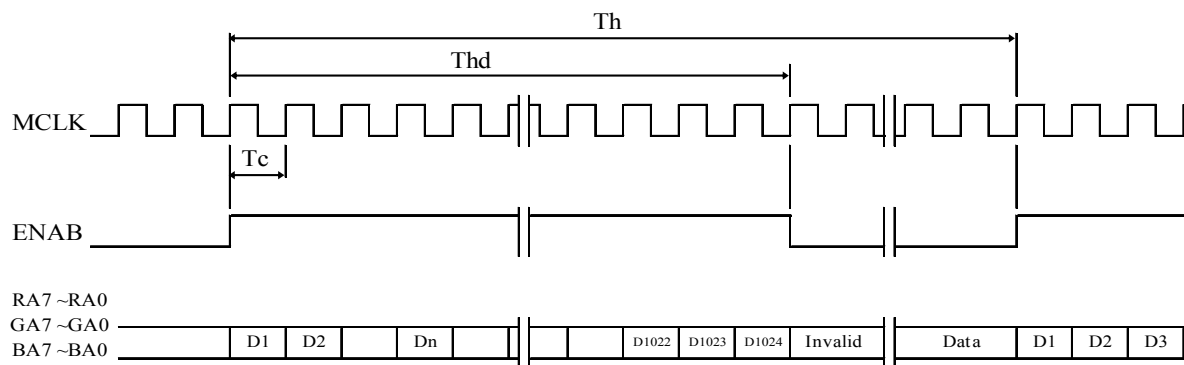 Th
Thd
MCLK
Tc
ENAB
RA7 ~RA0
GA7 ~GA0
BA7 ~BA0
D1 D2 Dn D1022 D1023 D1024 Invalid Data D1 D2 D3